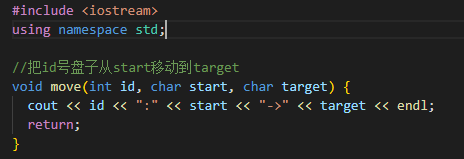 #include <iostream>
using namespace std;
//把id号盘子从start移动到target
void move(int id, char start, char target) {
  cout << id << ":" << start << "->" << target << endl;
  return;
}